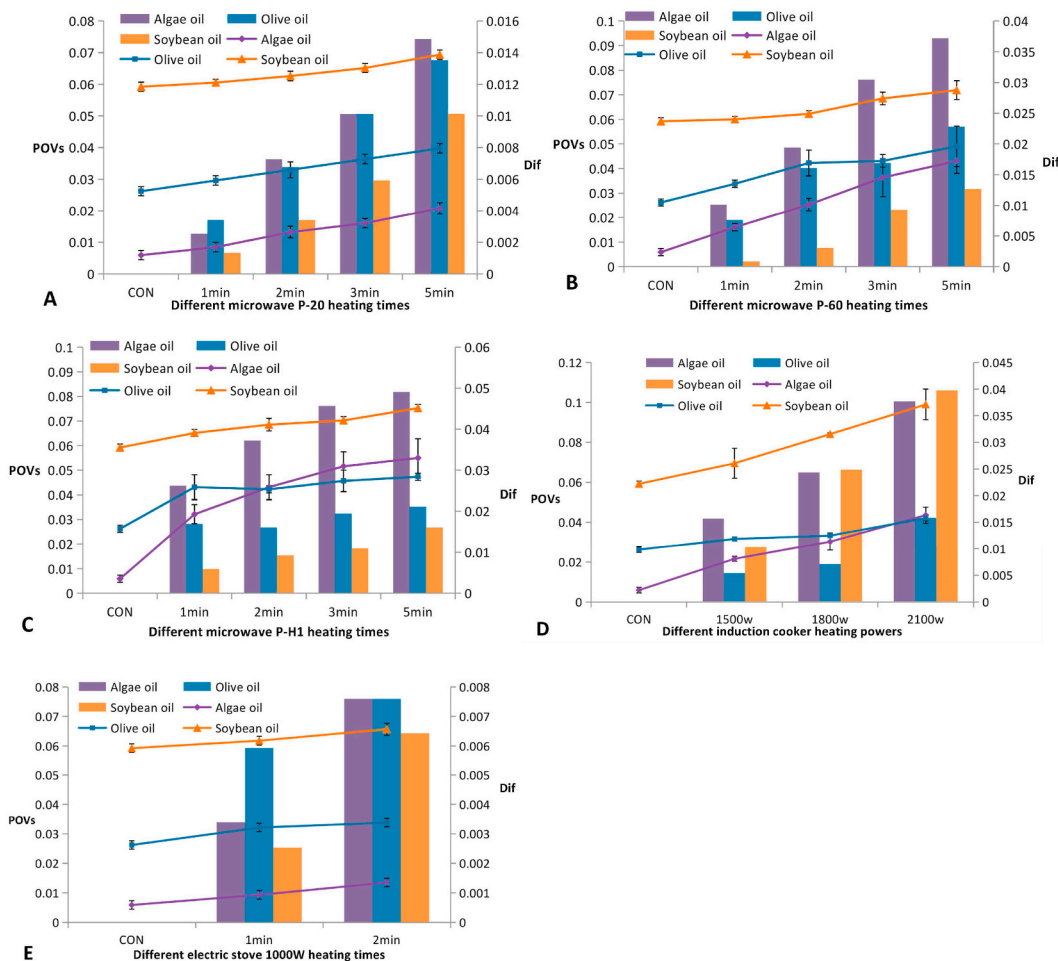 0.08 0.016
Algae oil Olive oil
0.07 Soybean oil Algae oil 0.014
Olive oil Soybean oil
0.06 0.012
0.05 0.01
POVs 0.04 0.008 Dif
0.03 0.006
0.02 0.004
0.01 0.002
0 0
CON 1min 2min 3min 5min
A Different microwave P-20 heating times
0.1 0.04
Algae oil Olive oil
0.09 Soybean oil Algae oil 0.035
0.08 Olive oil Soybean oil
0.03
0.07
0.06 0.025
POVs 0.05 0.02 Dif
0.04 0.015
0.03
0.01
0.02
0.01 0.005
0 0
CON 1min 2min 3min 5min
B Different microwave P-60 heating times
0.1 0.06
Algae oil Olive oil
0.09
Soybean oil Algae oil 0.05
0.08
Olive oil Soybean oil
0.07
0.06 0.04
POVs 0.05 0.03 Dif
0.04
0.03 0.02
0.02
0.01
0.01
0 0
CON 1min 2min 3min 5min
C Different microwave P-H1 heating times
0.12 0.045
Algae oil Olive oil
Soybean oil Algae oil 0.04
0.1
Olive oil Soybean oil 0.035
0.08 0.03
0.025
POVs 0.06 Dif
0.02
0.04 0.015
0.01
0.02
0.005
0 0
CON 1500w 1800w 2100w
D Different induction cooker heating powers
0.08 0.008
Algae oil Olive oil
0.07 Soybean oil Algae oil 0.007
Olive oil Soybean oil
0.06 0.006
0.05 0.005
POVs 0.04 0.004 Dif
0.03 0.003
0.02 0.002
0.01 0.001
0 0
CON 1min 2min
E Different electric stove 1000W heating times